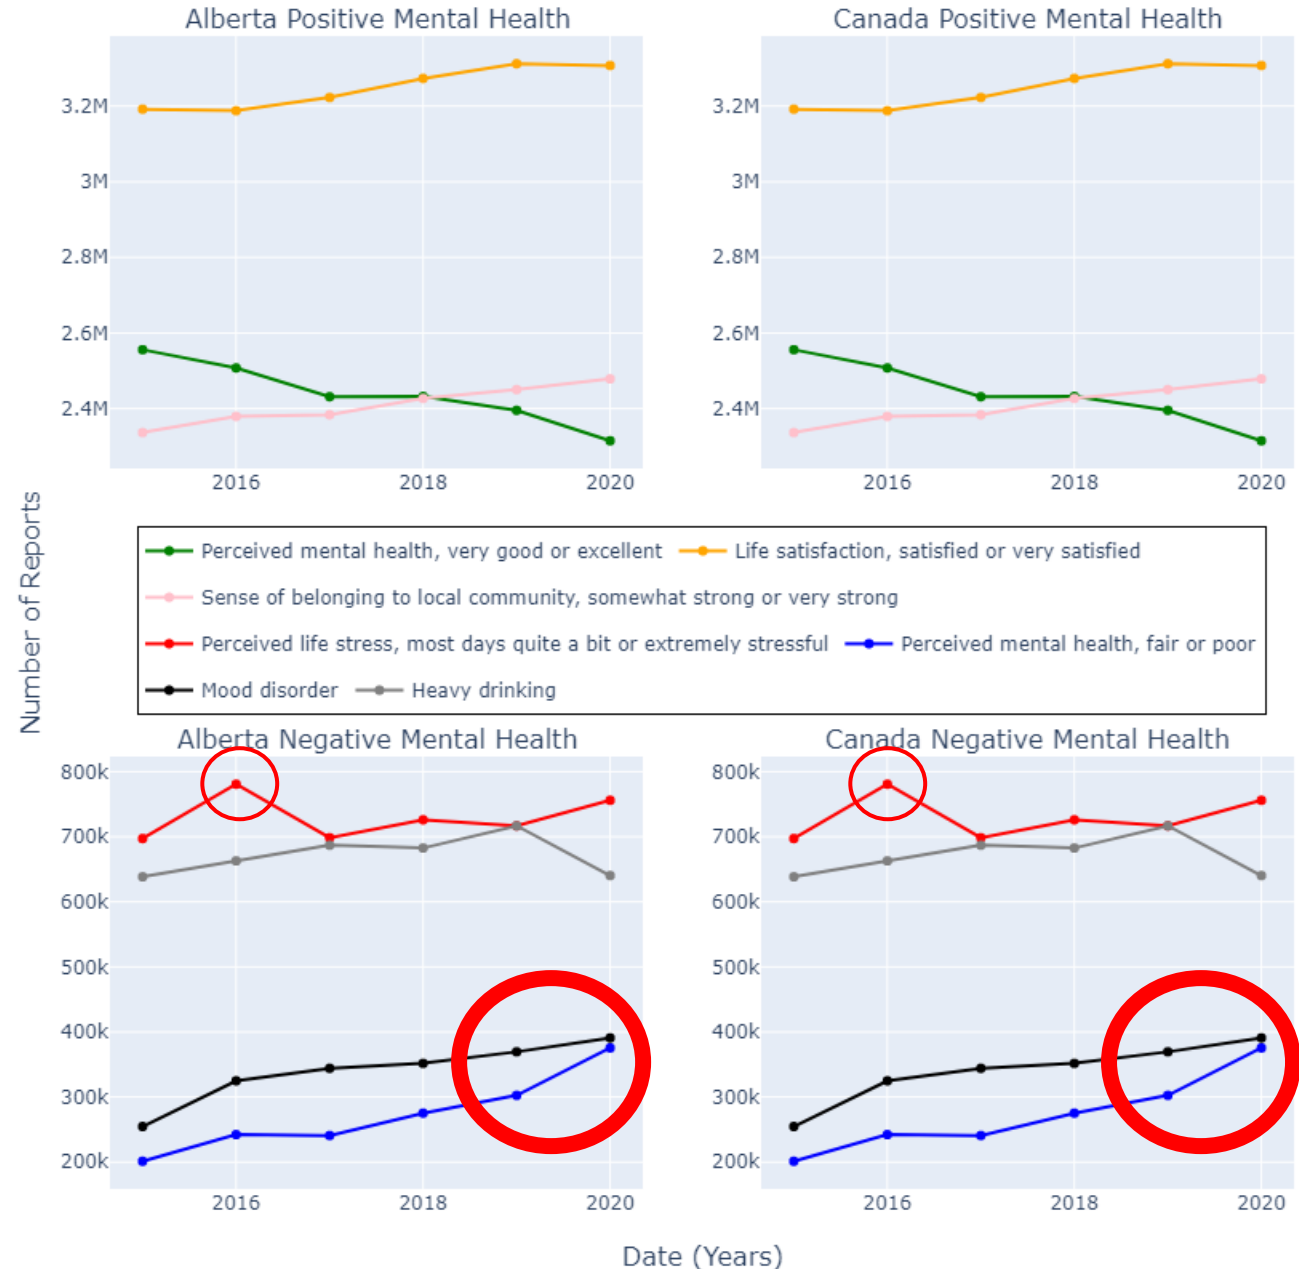 Alberta Positive Mental Health
Canada Positive Mental Health
3.2M
3M
2.8M
2.6M
2.4M
2016 2018 2020
3.2M
3M
2.8M
2.6M
2.4M
2016 2018 2020
Number of Reports
Perceived mental health, very good or excellent Life satisfaction, satisfied or very satisfied
Sense of belonging to local community, somewhat strong or very strong
Perceived life stress, most days quite a bit or extremely stressful Perceived mental health, fair or poor
Mood disorder Heavy drinking
Alberta Negative Mental Health
Canada Negative Mental Health
800k
700k
600k
500k
400k
300k
200k
2016 2018 2020
800k
700k
600k
500k
400k
300k
200k
2016 2018 2020
Date (Years)